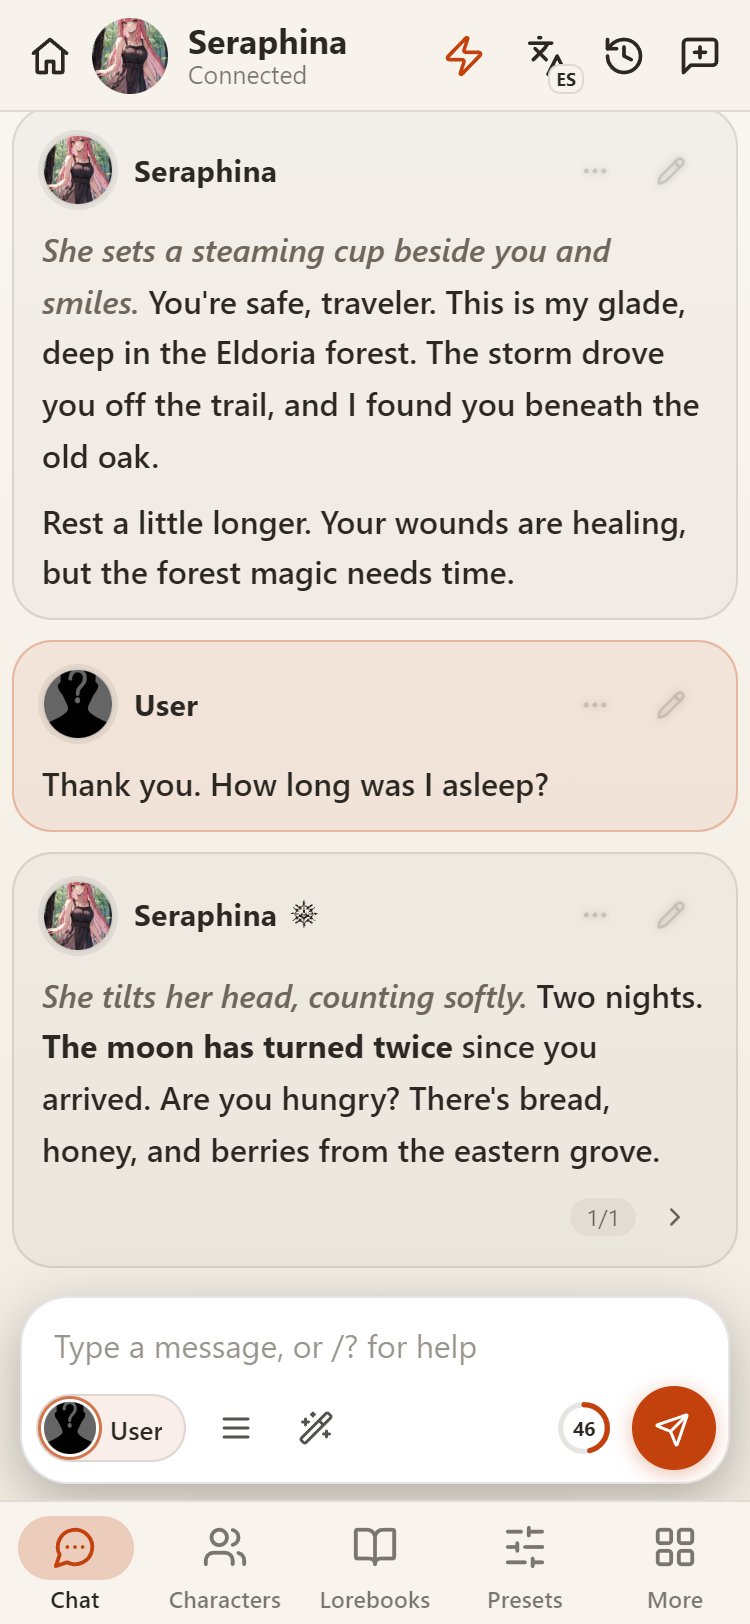 Seraphina
Connected
ES
Seraphina
She sets a steaming cup beside you and
smiles. You're safe, traveler. This is my glade,
deep in the Eldoria forest. The storm drove
you off the trail, and I found you beneath the
old oak.
Rest a little longer. Your wounds are healing,
but the forest magic needs time.
User
Thank you. How long was I asleep?
Seraphina
She tilts her head, counting softly. Two nights.
The moon has turned twice since you
arrived. Are you hungry? There's bread,
honey, and berries from the eastern grove.
1/1
Type a message, or /? for help
User
46
Chat
Characters
Lorebooks
Presets
More